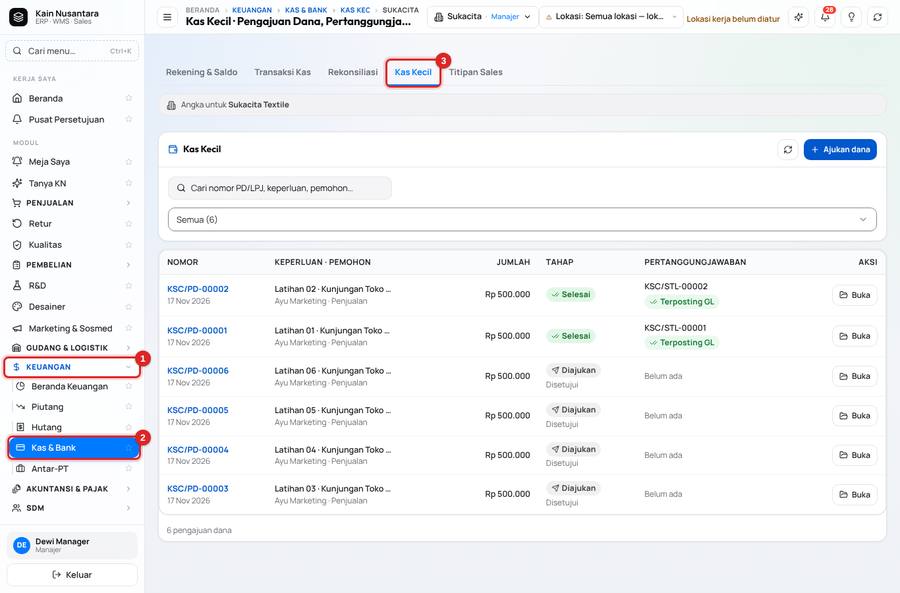 Kain Nusantara
ERP · WMS · Sales
Cari menu...
Ctrl+K
KERJA SAYA
Beranda
Pusat Persetujuan
MODUL
Meja Saya
Tanya KN
PENJUALAN
Retur
Kualitas
PEMBELIAN
R&D
Desainer
Marketing & Sosmed
GUDANG & LOGISTIK
KEUANGAN
1
Beranda Keuangan
Piutang
Hutang
Kas & Bank
2
Antar-PT
AKUNTANSI & PAJAK
SDM
DE
Dewi Manager
Manajer
Keluar
BERANDA › KEUANGAN › KAS & BANK › KAS KEC › SUKACITA
Kas Kecil · Pengajuan Dana, Pertanggungja...
Sukacita · Manajer
Lokasi: Semua lokasi — lok...
Lokasi kerja belum diatur
26
Rekening & Saldo
Transaksi Kas
Rekonsiliasi
Kas Kecil
3
Titipan Sales
Angka untuk Sukacita Textile
Kas Kecil
+ Ajukan dana
Cari nomor PD/LPJ, keperluan, pemohon...
Semua (6)
NOMOR KEPERLUAN · PEMOHON JUMLAH TAHAP PERTANGGUNGJAWABAN AKSI
KSC/PD-00002 Latihan 02 · Kunjungan Toko ... Rp 500.000 Selesai KSC/STL-00002 Buka
17 Nov 2026 Ayu Marketing · Penjualan Terposting GL
KSC/PD-00001 Latihan 01 · Kunjungan Toko ... Rp 500.000 Selesai KSC/STL-00001 Buka
17 Nov 2026 Ayu Marketing · Penjualan Terposting GL
KSC/PD-00006 Latihan 06 · Kunjungan Toko ... Rp 500.000 Diajukan Belum ada Buka
17 Nov 2026 Ayu Marketing · Penjualan Disetujui
KSC/PD-00005 Latihan 05 · Kunjungan Toko ... Rp 500.000 Diajukan Belum ada Buka
17 Nov 2026 Ayu Marketing · Penjualan Disetujui
KSC/PD-00004 Latihan 04 · Kunjungan Toko ... Rp 500.000 Diajukan Belum ada Buka
17 Nov 2026 Ayu Marketing · Penjualan Disetujui
KSC/PD-00003 Latihan 03 · Kunjungan Toko ... Rp 500.000 Diajukan Belum ada Buka
17 Nov 2026 Ayu Marketing · Penjualan Disetujui
6 pengajuan dana